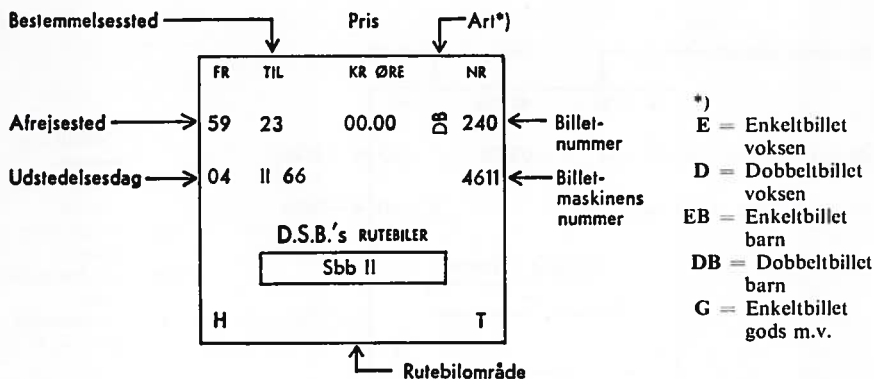 Bestemmelsessted Pris Art*)
FR TIL KR ØRE NR
Afrejsested 59 23 00.00 DB 240 Billet-
nummer
Udstedelsesdag 04 II 66 4611 Billet-
maskinens
nummer
D.S.B.'s RUTEBILER
Sbb II
H T
Rutebilområde
*)
E = Enkeltbillet
voksen
D = Dobbeltbillet
voksen
EB = Enkeltbillet
barn
DB = Dobbeltbillet
barn
G = Enkeltbillet
gods m.v.